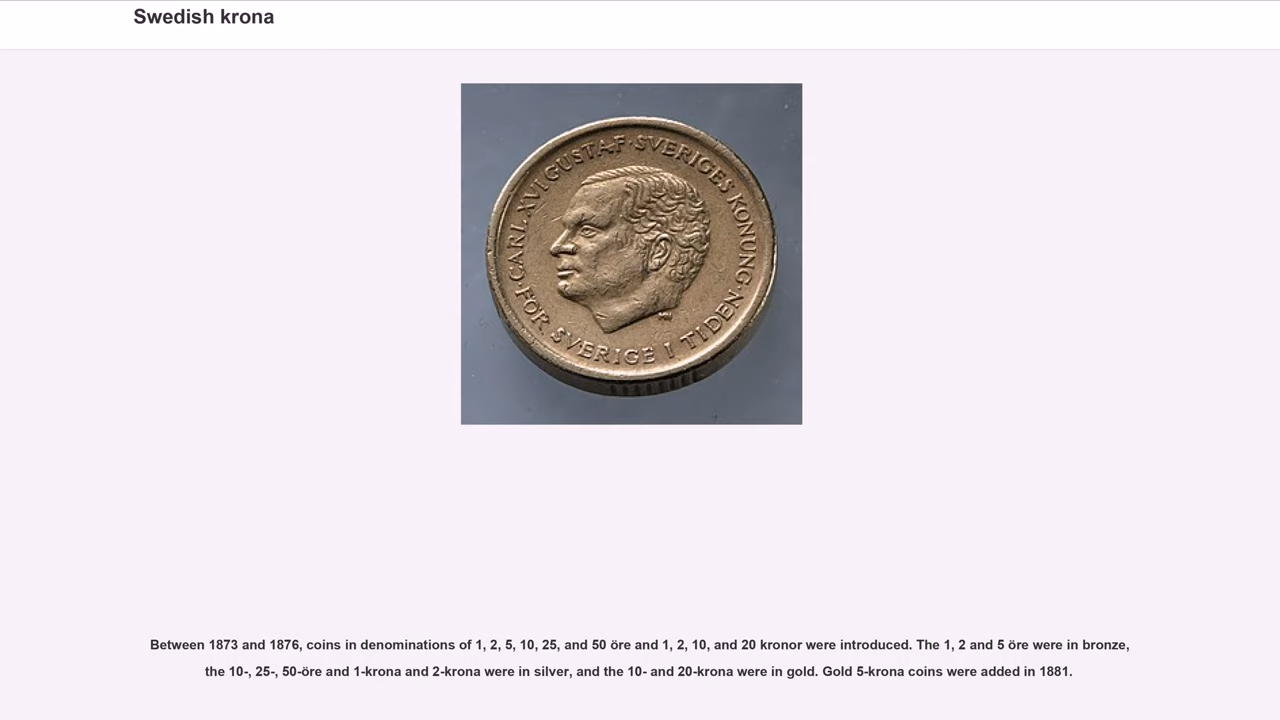 Swedish krona
CARL XVI GUSTAF · SVERIGES KONUNG ·
FÖR SVERIGE I TIDEN ·
Between 1873 and 1876, coins in denominations of 1, 2, 5, 10, 25, and 50 öre and 1, 2, 10, and 20 kronor were introduced. The 1, 2 and 5 öre were in bronze,
the 10-, 25-, 50-öre and 1-krona and 2-krona were in silver, and the 10- and 20-krona were in gold. Gold 5-krona coins were added in 1881.